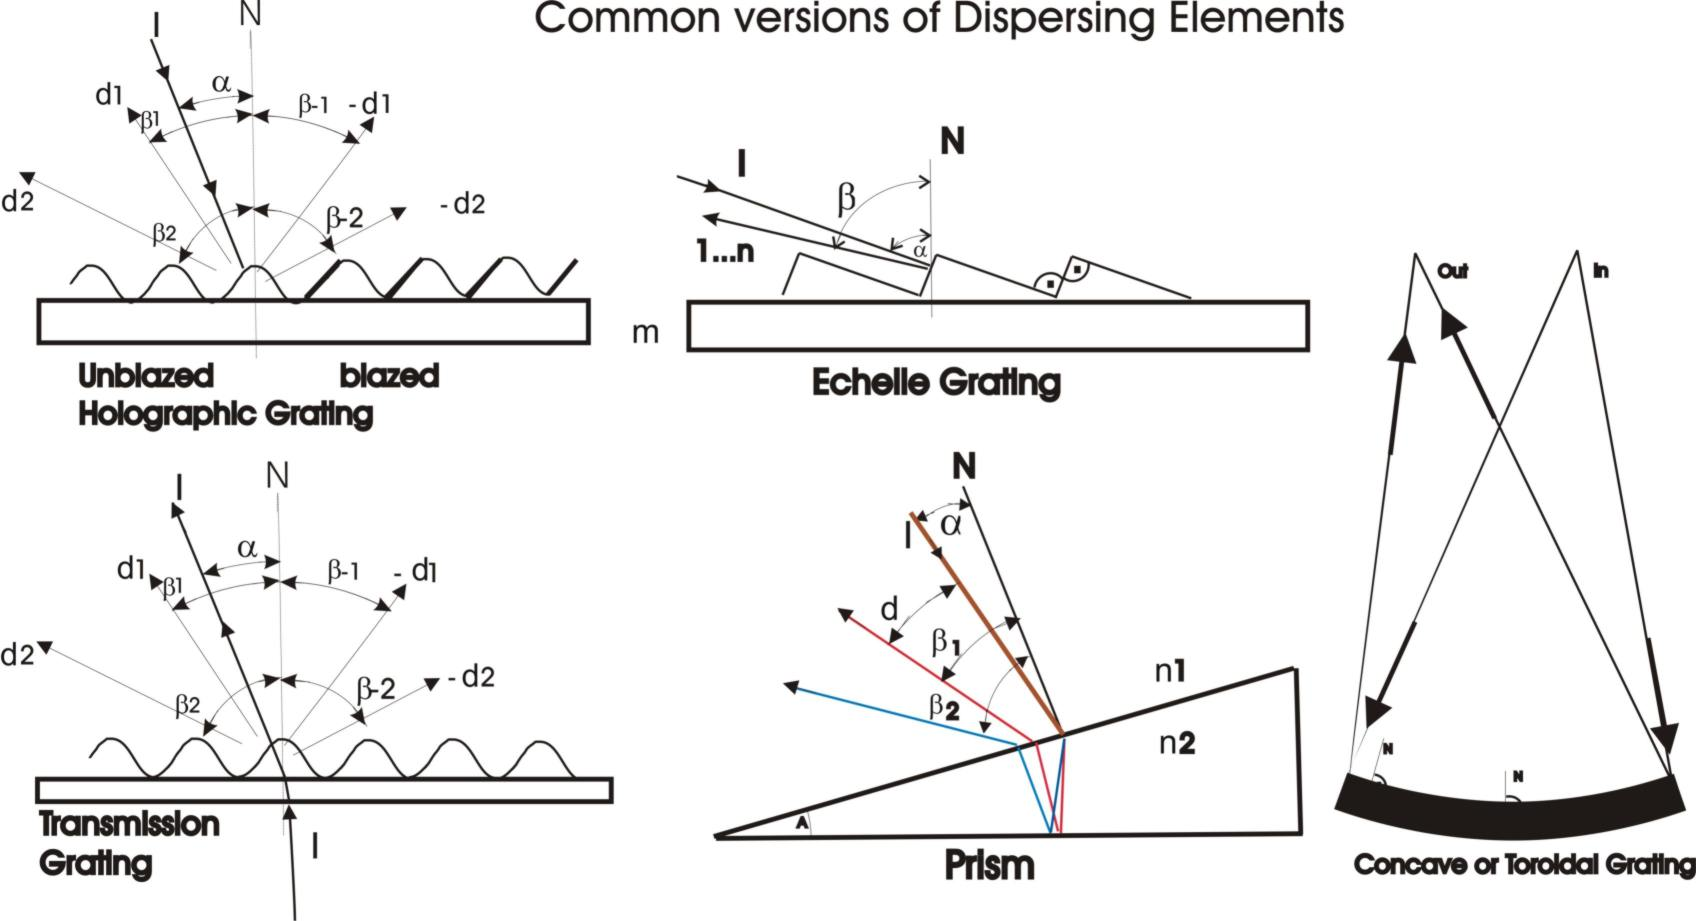 Common versions of Dispersing Elements
I
N
α
d1
β1
β-1
- d1
d2
β2
β-2
- d2
Unblazed blazed
Holographic Grating
N
I
β
α
1...n
m
Echelle Grating
Out
In
N
N
Concave or Toroidal Grating
I
N
α
d1
β1
β-1
- d1
d2
β2
β-2
- d2
Transmission
Grating
I
N
I
α
d
β1
β2
n1
n2
A
Prism